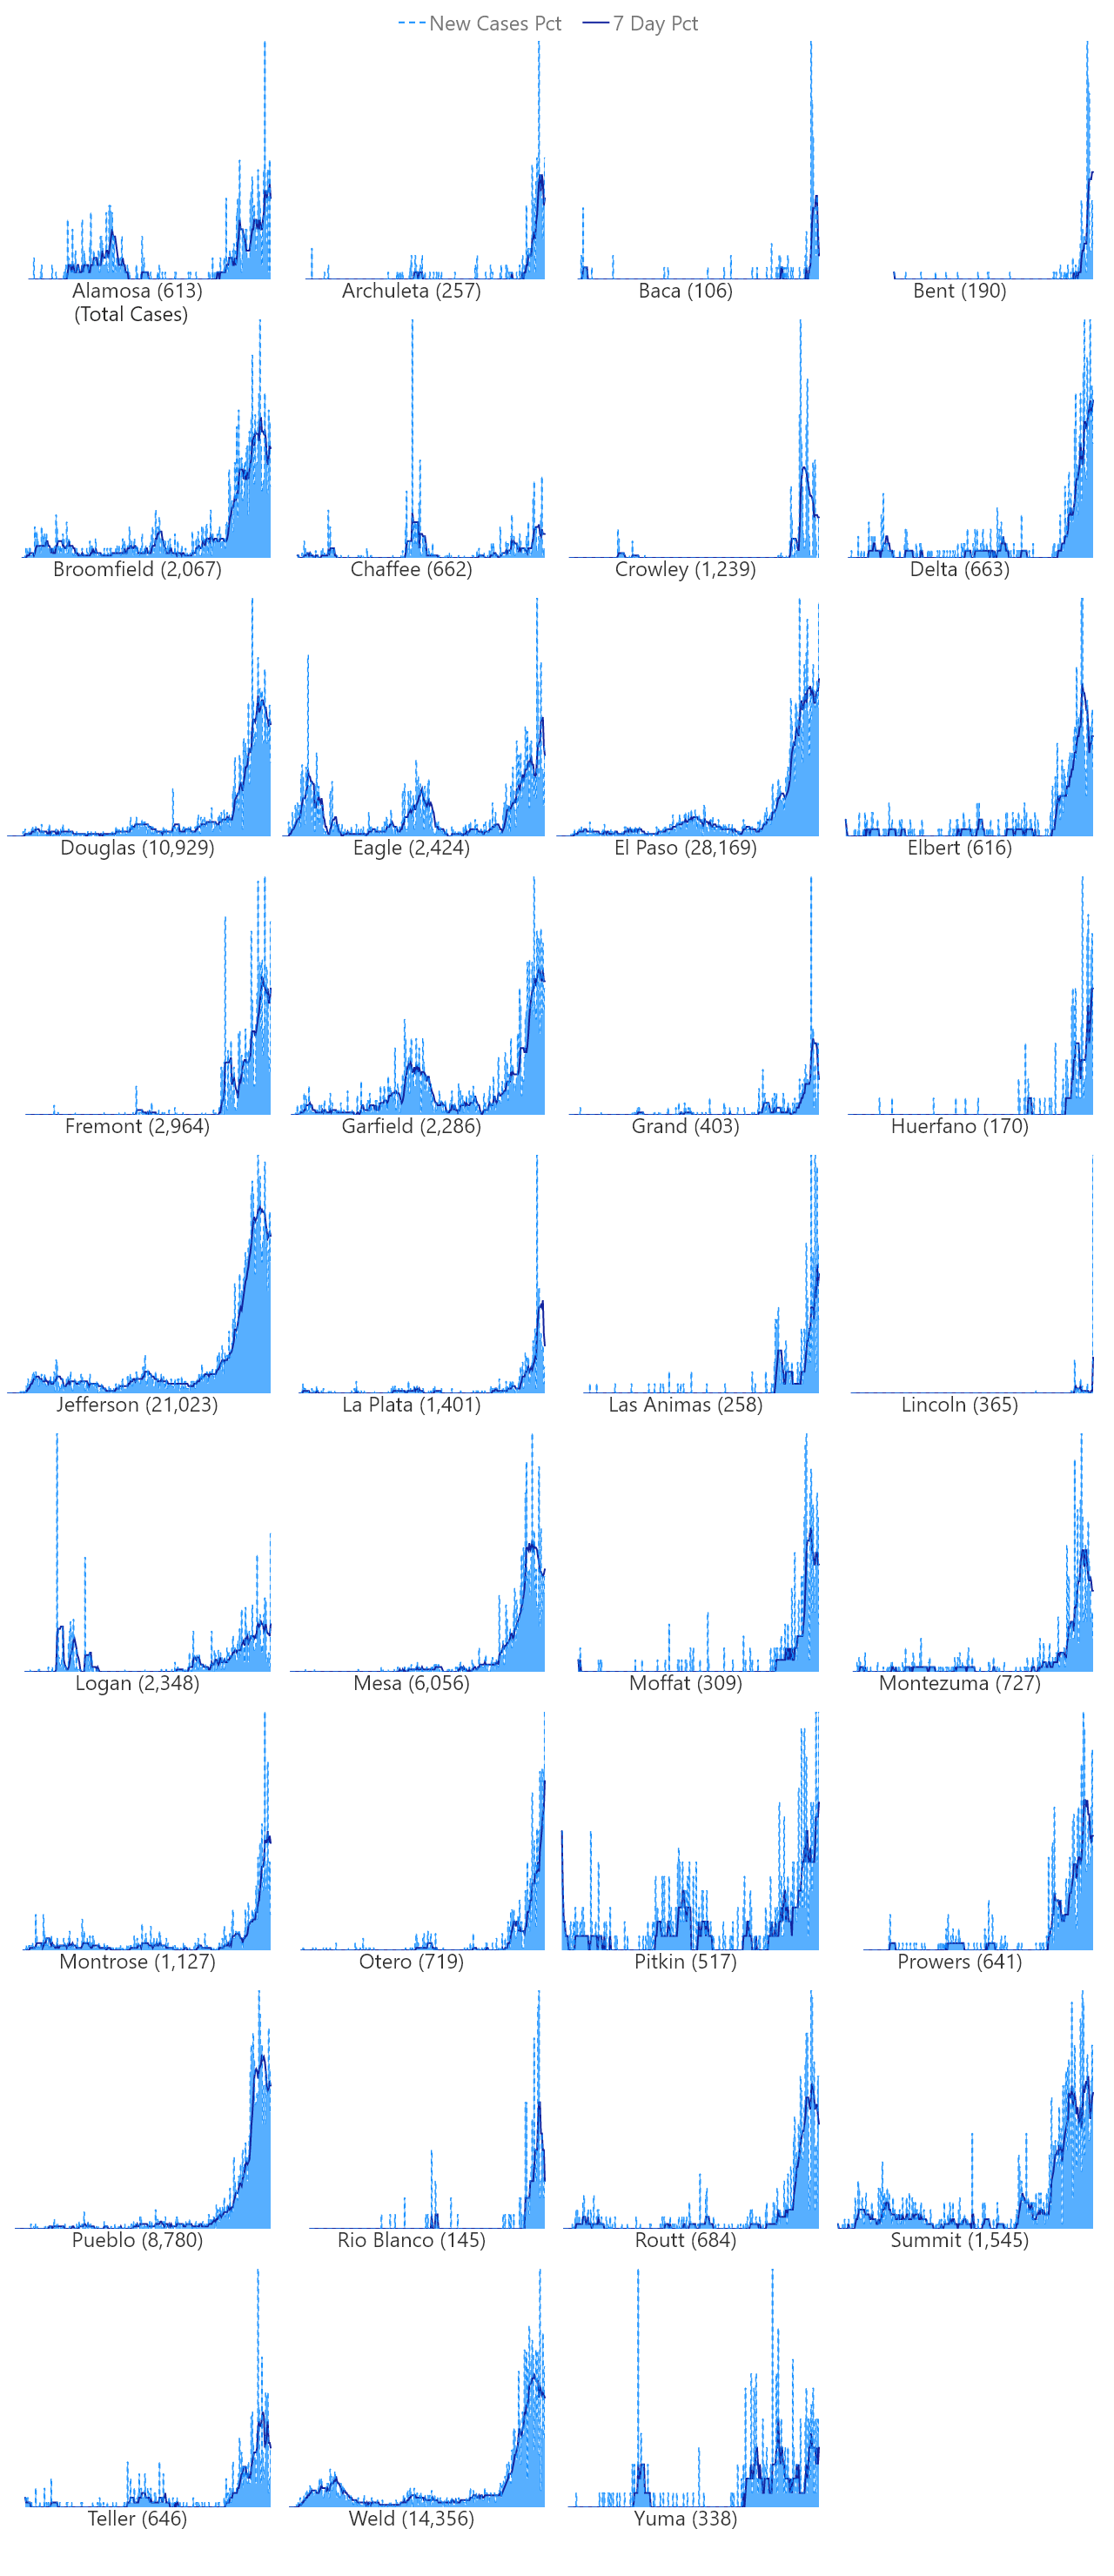 New Cases Pct 7 Day Pct
Alamosa (613) Archuleta (257) Baca (106) Bent (190)
(Total Cases)
Broomfield (2,067) Chaffee (662) Crowley (1,239) Delta (663)
Douglas (10,929) Eagle (2,424) El Paso (28,169) Elbert (616)
Fremont (2,964) Garfield (2,286) Grand (403) Huerfano (170)
Jefferson (21,023) La Plata (1,401) Las Animas (258) Lincoln (365)
Logan (2,348) Mesa (6,056) Moffat (309) Montezuma (727)
Montrose (1,127) Otero (719) Pitkin (517) Prowers (641)
Pueblo (8,780) Rio Blanco (145) Routt (684) Summit (1,545)
Teller (646) Weld (14,356) Yuma (338)